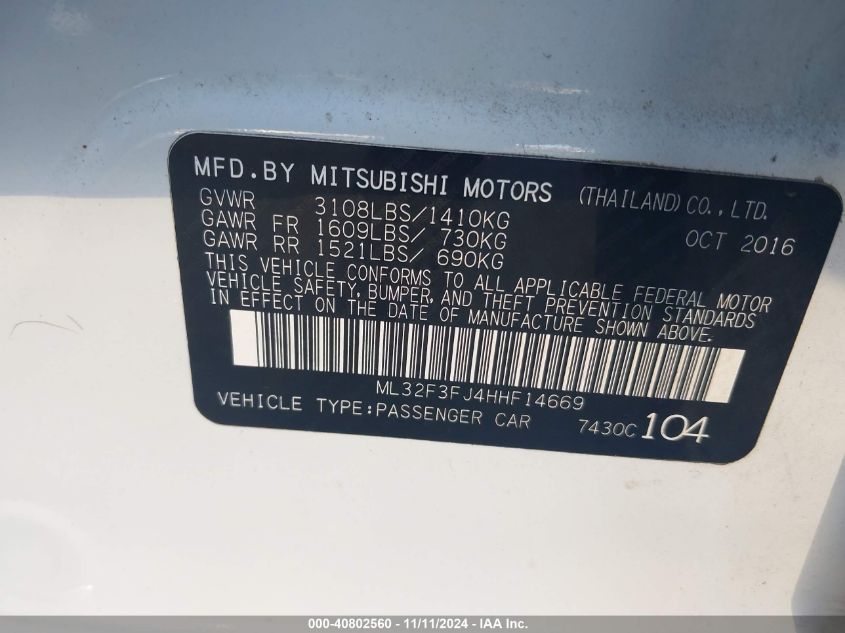 MFD.BY MITSUBISHI MOTORS (THAILAND) CO., LTD.
GVWR 3108LBS/1410KG OCT 2016
GAWR FR 1609LBS/ 730KG
GAWR RR 1521LBS/ 690KG
THIS VEHICLE CONFORMS TO ALL APPLICABLE FEDERAL MOTOR
VEHICLE SAFETY, BUMPER, AND THEFT PREVENTION STANDARDS
IN EFFECT ON THE DATE OF MANUFACTURE SHOWN ABOVE.
ML32F3FJ4HHF14669
VEHICLE TYPE:PASSENGER CAR 7430C 104
000-40802560 - 11/11/2024 - IAA Inc.